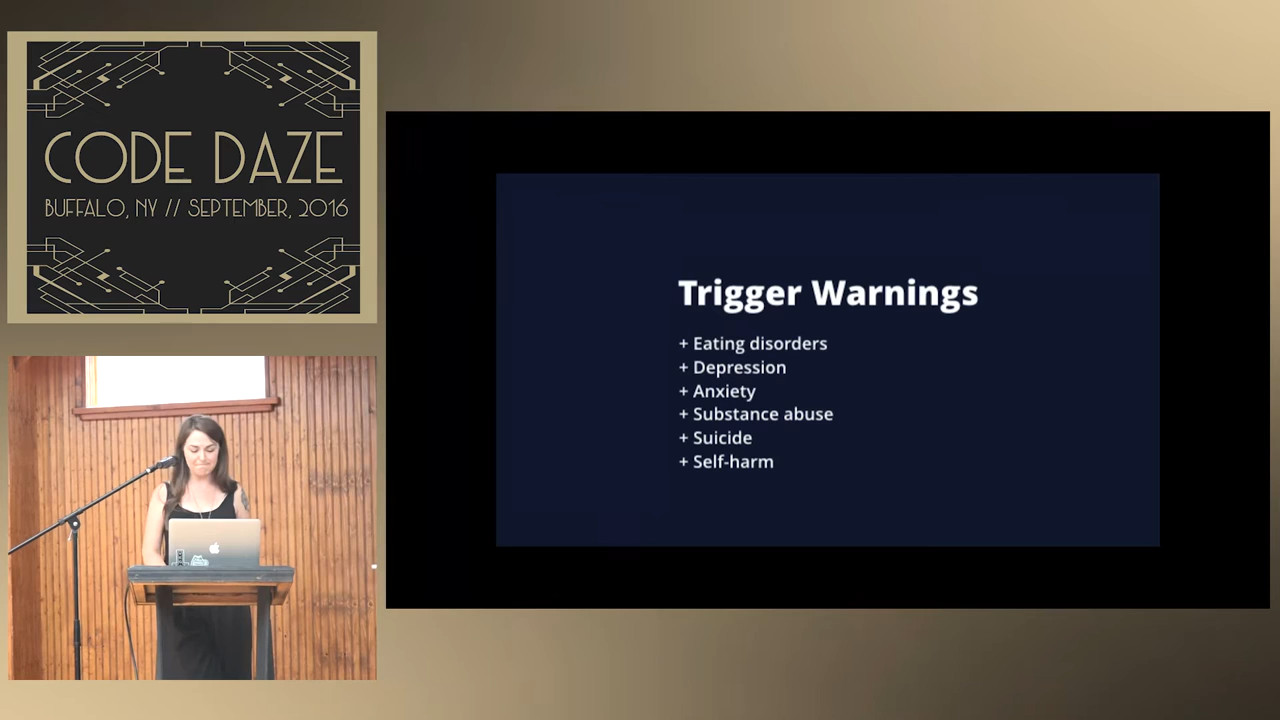 CODE DAZE
BUFFALO, NY // SEPTEMBER, 2016
Trigger Warnings
+ Eating disorders
+ Depression
+ Anxiety
+ Substance abuse
+ Suicide
+ Self-harm